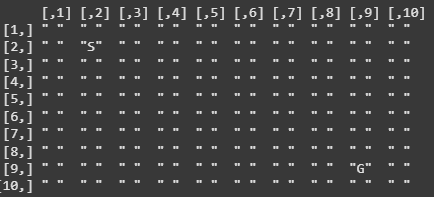 [,1] [,2] [,3] [,4] [,5] [,6] [,7] [,8] [,9] [,10]
[1,] " " " " " " " " " " " " " " " " " " " "
[2,] " " "S" " " " " " " " " " " " " " " " "
[3,] " " " " " " " " " " " " " " " " " " " "
[4,] " " " " " " " " " " " " " " " " " " " "
[5,] " " " " " " " " " " " " " " " " " " " "
[6,] " " " " " " " " " " " " " " " " " " " "
[7,] " " " " " " " " " " " " " " " " " " " "
[8,] " " " " " " " " " " " " " " " " " " " "
[9,] " " " " " " " " " " " " " " " " "G" " "
[10,] " " " " " " " " " " " " " " " " " " " "